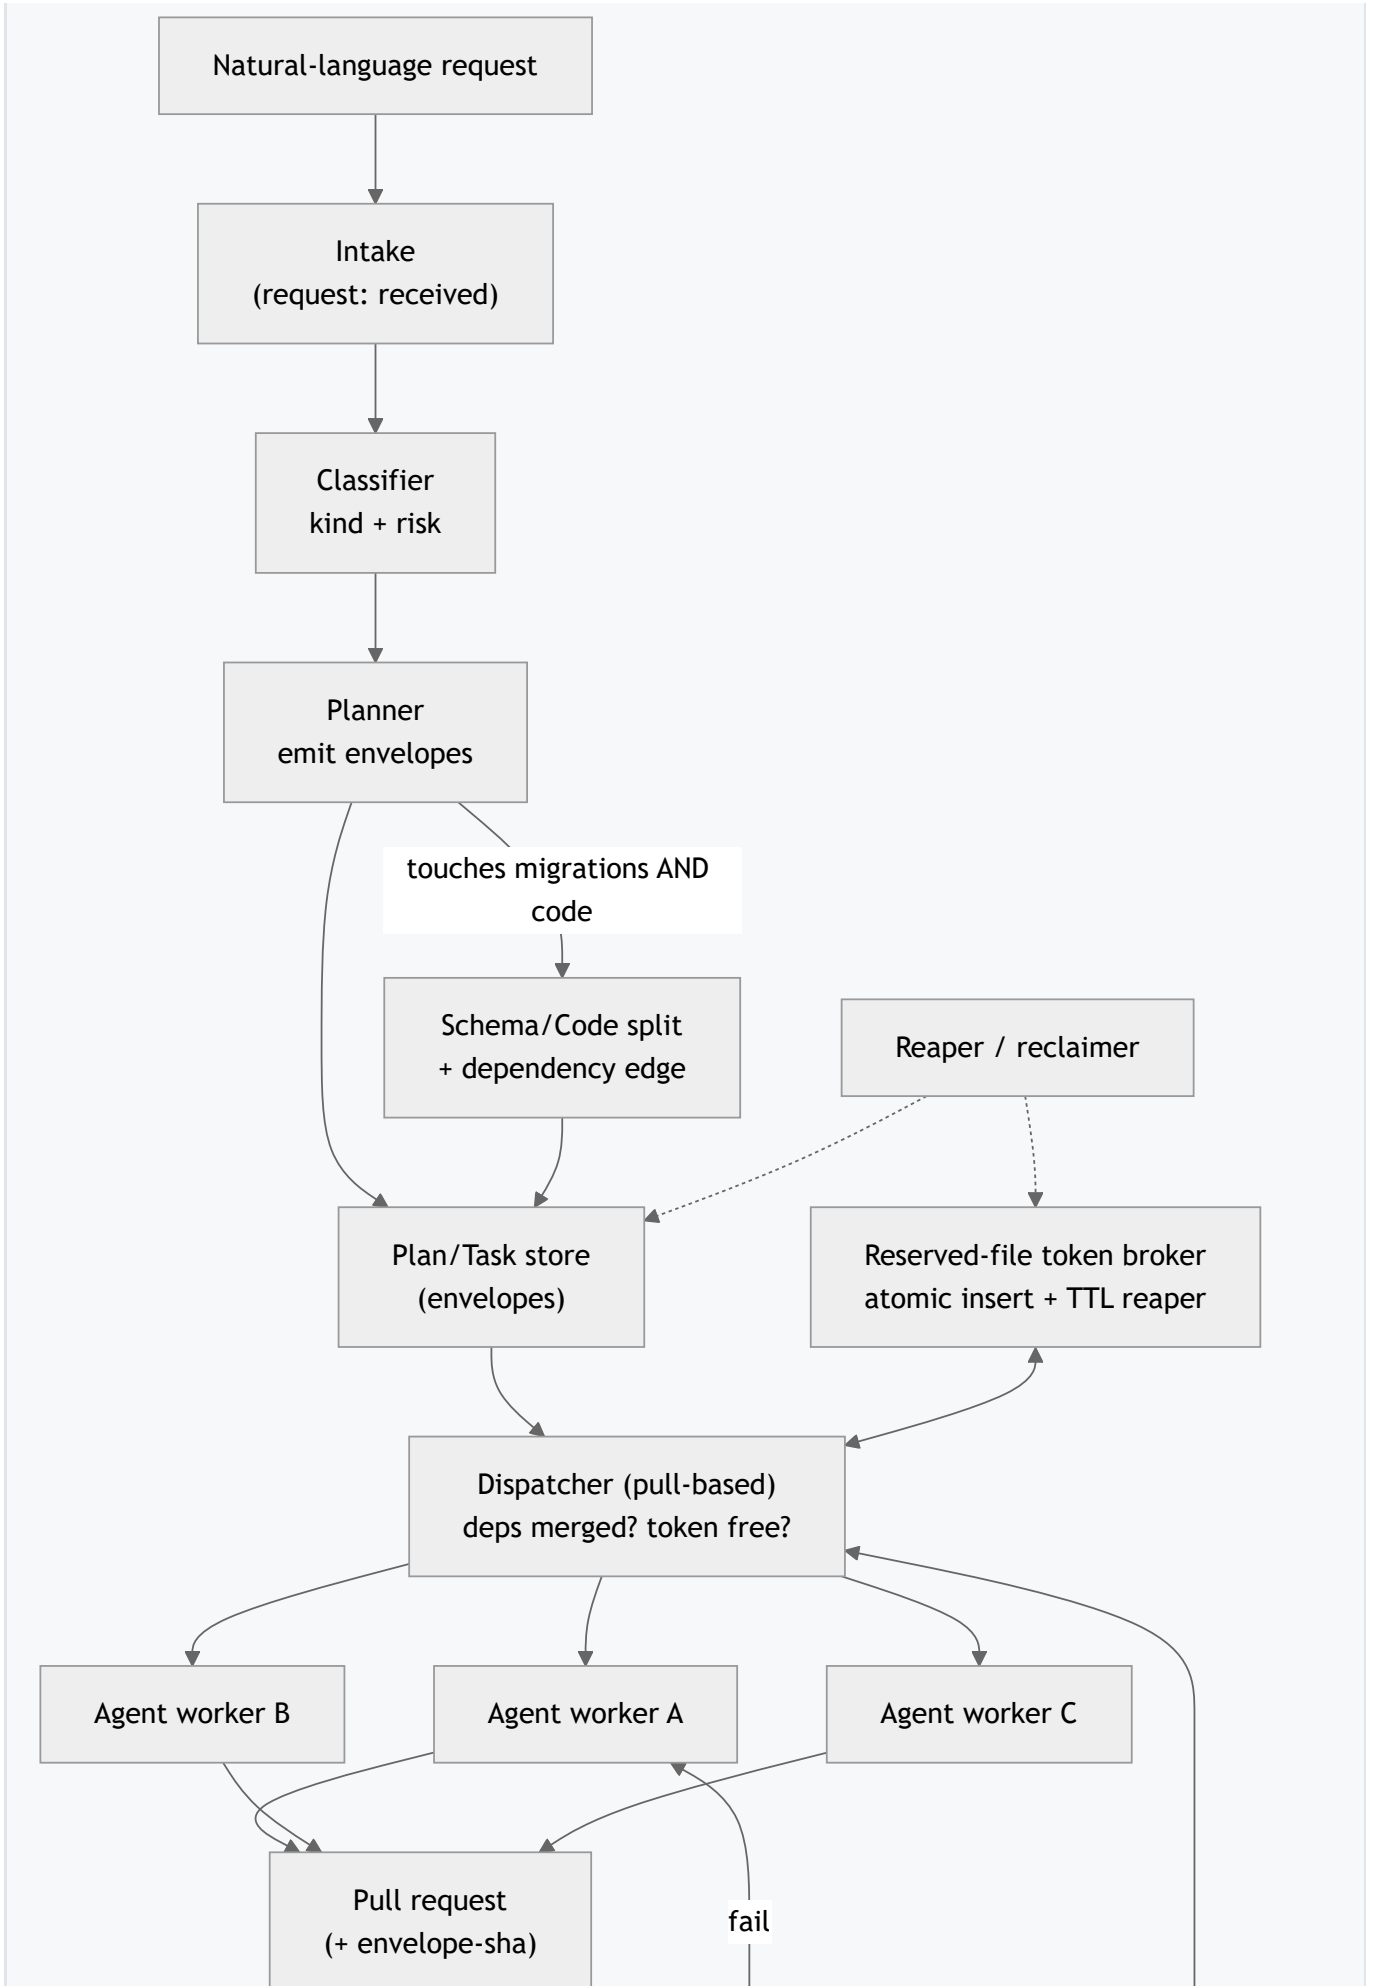 Natural-language request
Intake
(request: received)
Classifier
kind + risk
Planner
emit envelopes
touches migrations AND
code
Schema/Code split
+ dependency edge
Reaper / reclaimer
Plan/Task store
(envelopes)
Reserved-file token broker
atomic insert + TTL reaper
Dispatcher (pull-based)
deps merged? token free?
Agent worker B
Agent worker A
Agent worker C
Pull request
(+ envelope-sha)
fail